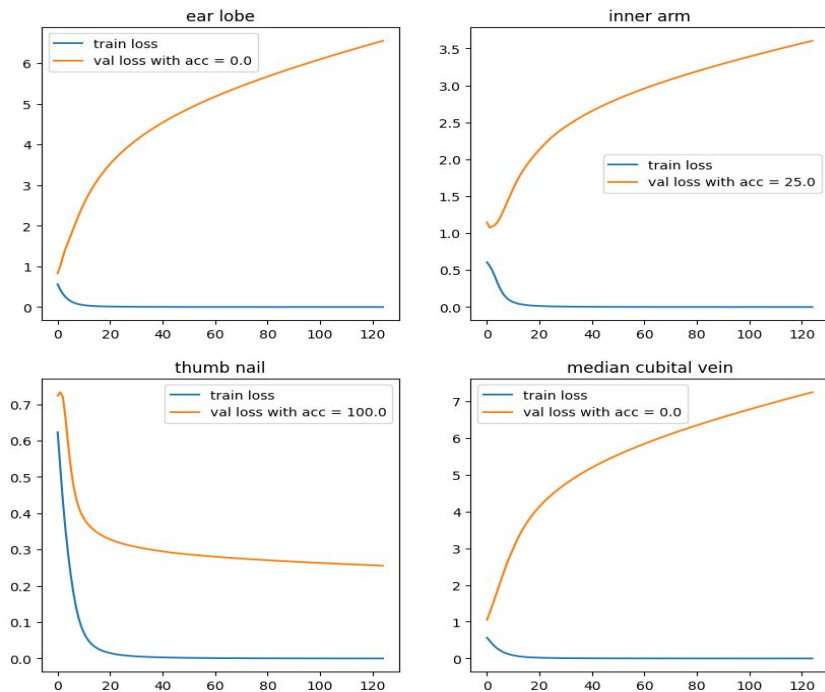 ear lobe
train loss
val loss with acc = 0.0
6
5
4
3
2
1
0
0 20 40 60 80 100 120
inner arm
train loss
val loss with acc = 25.0
3.5
3.0
2.5
2.0
1.5
1.0
0.5
0.0
0 20 40 60 80 100 120
thumb nail
train loss
val loss with acc = 100.0
0.7
0.6
0.5
0.4
0.3
0.2
0.1
0.0
0 20 40 60 80 100 120
median cubital vein
train loss
val loss with acc = 0.0
7
6
5
4
3
2
1
0
0 20 40 60 80 100 120